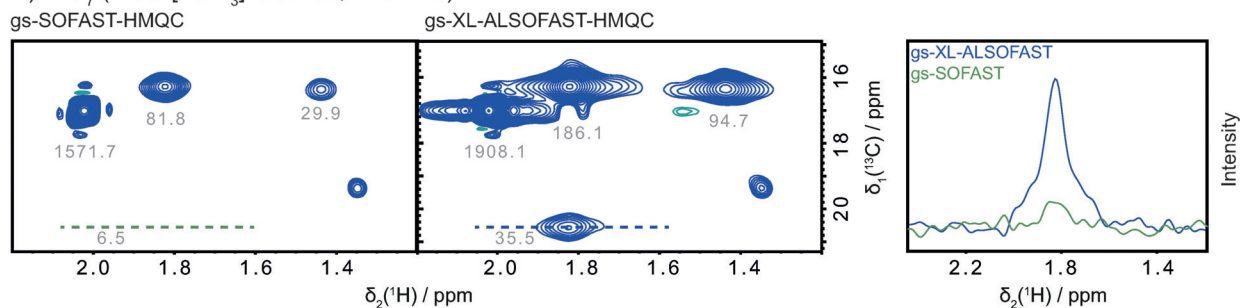 gs-SOFAST-HMQC
gs-XL-ALSOFAST-HMQC
81.8
29.9
1571.7
6.5
2.0 1.8 1.6 1.4
186.1
94.7
1908.1
35.5
2.0 1.8 1.6 1.4
16
18
20
δ₁(¹³C) / ppm
δ₂(¹H) / ppm
gs-XL-ALSOFAST
gs-SOFAST
Intensity
2.2 1.8 1.4
δ₂(¹H) / ppm